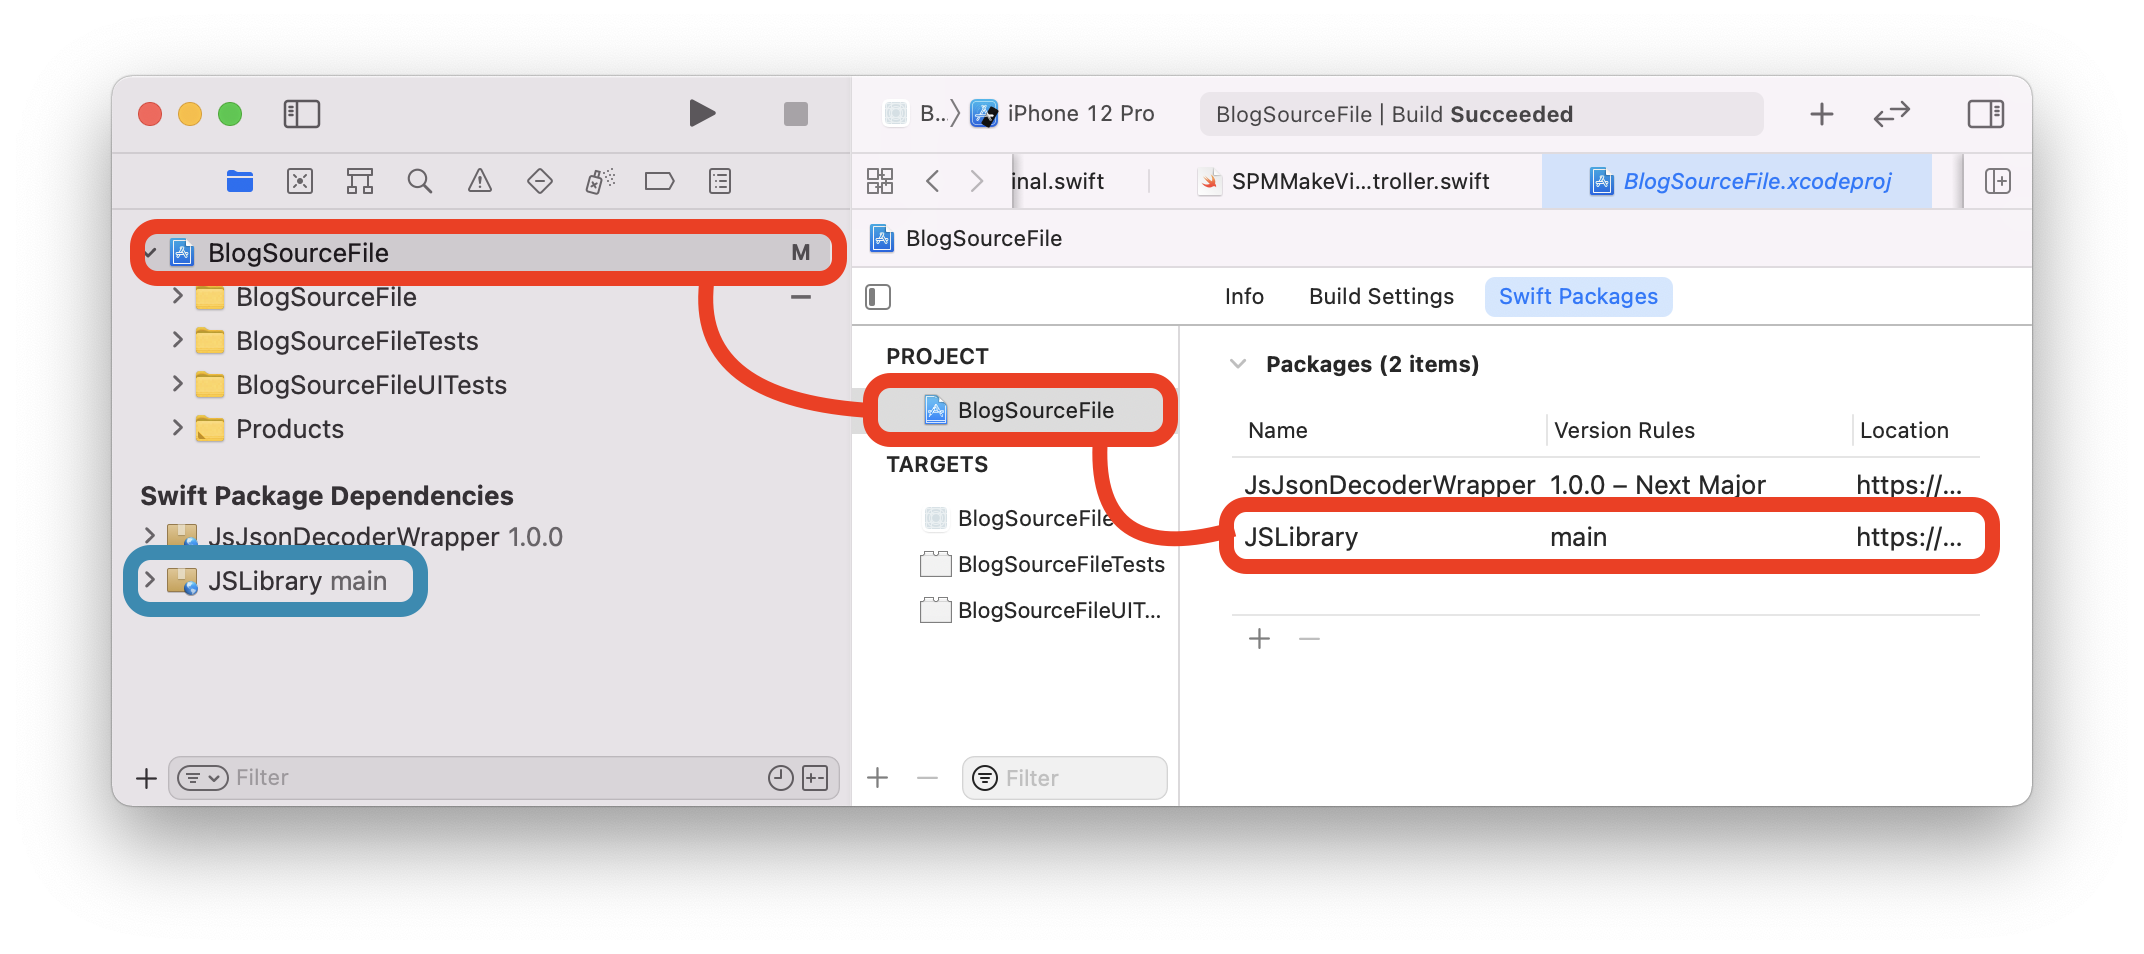 B.. iPhone 12 Pro
BlogSourceFile | Build Succeeded
inal.swift
SPMMakeVi...troller.swift
BlogSourceFile.xcodeproj
BlogSourceFile M
BlogSourceFile
BlogSourceFileTests
BlogSourceFileUITests
Products
Swift Package Dependencies
JsJsonDecoderWrapper 1.0.0
JSLibrary main
Filter
BlogSourceFile
Info Build Settings Swift Packages
PROJECT
BlogSourceFile
TARGETS
BlogSourceFile
BlogSourceFileTests
BlogSourceFileUIT...
Filter
Packages (2 items)
Name Version Rules Location
JsJsonDecoderWrapper 1.0.0 – Next Major https://...
JSLibrary main https://...